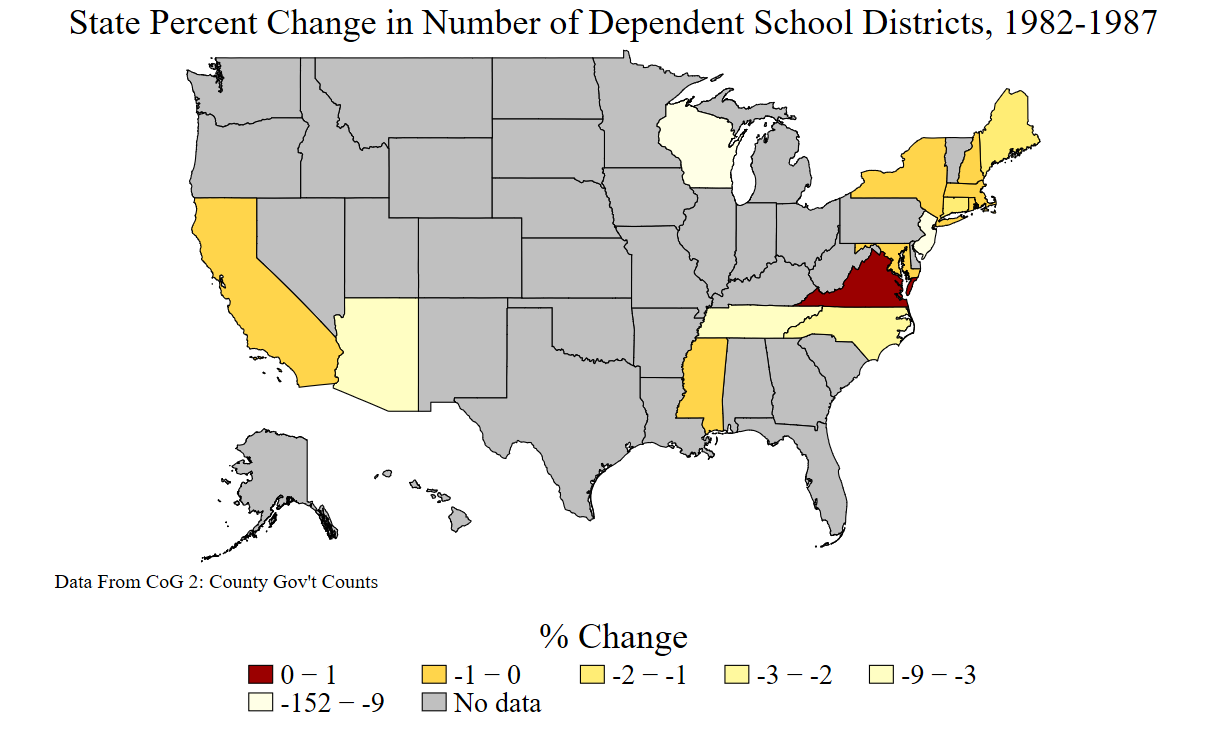 State Percent Change in Number of Dependent School Districts, 1982-1987
Data From CoG 2: County Gov't Counts
% Change
0 − 1 -1 − 0 -2 − -1 -3 − -2 -9 − -3
-152 − -9 No data